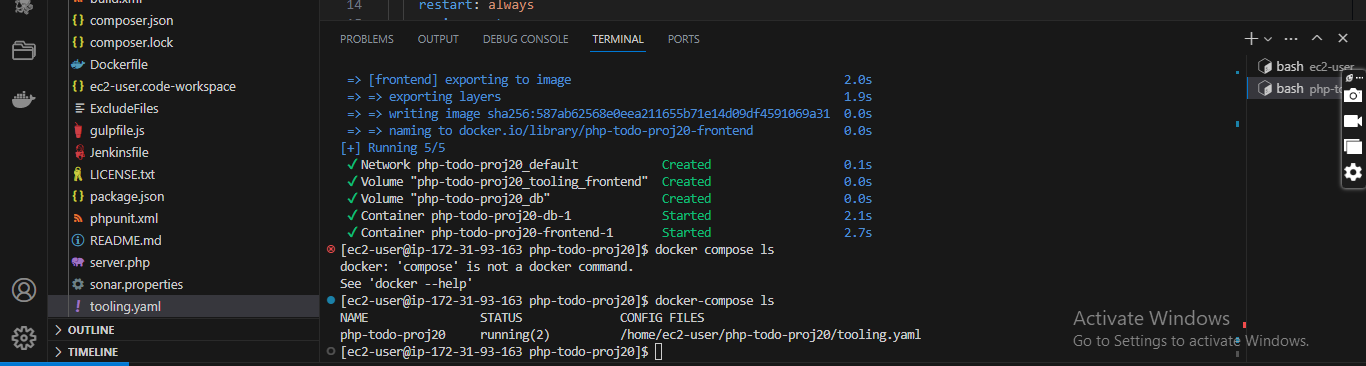 build.xml
composer.json
composer.lock
Dockerfile
ec2-user.code-workspace
ExcludeFiles
gulpfile.js
Jenkinsfile
LICENSE.txt
package.json
phpunit.xml
README.md
server.php
sonar.properties
tooling.yaml
OUTLINE
TIMELINE
14 restart: always
PROBLEMS OUTPUT DEBUG CONSOLE TERMINAL PORTS
=> [frontend] exporting to image 2.0s
=> => exporting layers 1.9s
=> => writing image sha256:587ab62568e0eea211655b71e14d09df4591069a31 0.0s
=> => naming to docker.io/library/php-todo-proj20-frontend 0.0s
[+] Running 5/5
✓ Network php-todo-proj20_default Created 0.1s
✓ Volume "php-todo-proj20_tooling_frontend" Created 0.0s
✓ Volume "php-todo-proj20_db" Created 0.0s
✓ Container php-todo-proj20-db-1 Started 2.1s
✓ Container php-todo-proj20-frontend-1 Started 2.7s
[ec2-user@ip-172-31-93-163 php-todo-proj20]$ docker compose ls
docker: 'compose' is not a docker command.
See 'docker --help'
[ec2-user@ip-172-31-93-163 php-todo-proj20]$ docker-compose ls
NAME STATUS CONFIG FILES
php-todo-proj20 running(2) /home/ec2-user/php-todo-proj20/tooling.yaml
[ec2-user@ip-172-31-93-163 php-todo-proj20]$
bash ec2-user
bash php-to
Activate Windows
Go to Settings to activate Windows.